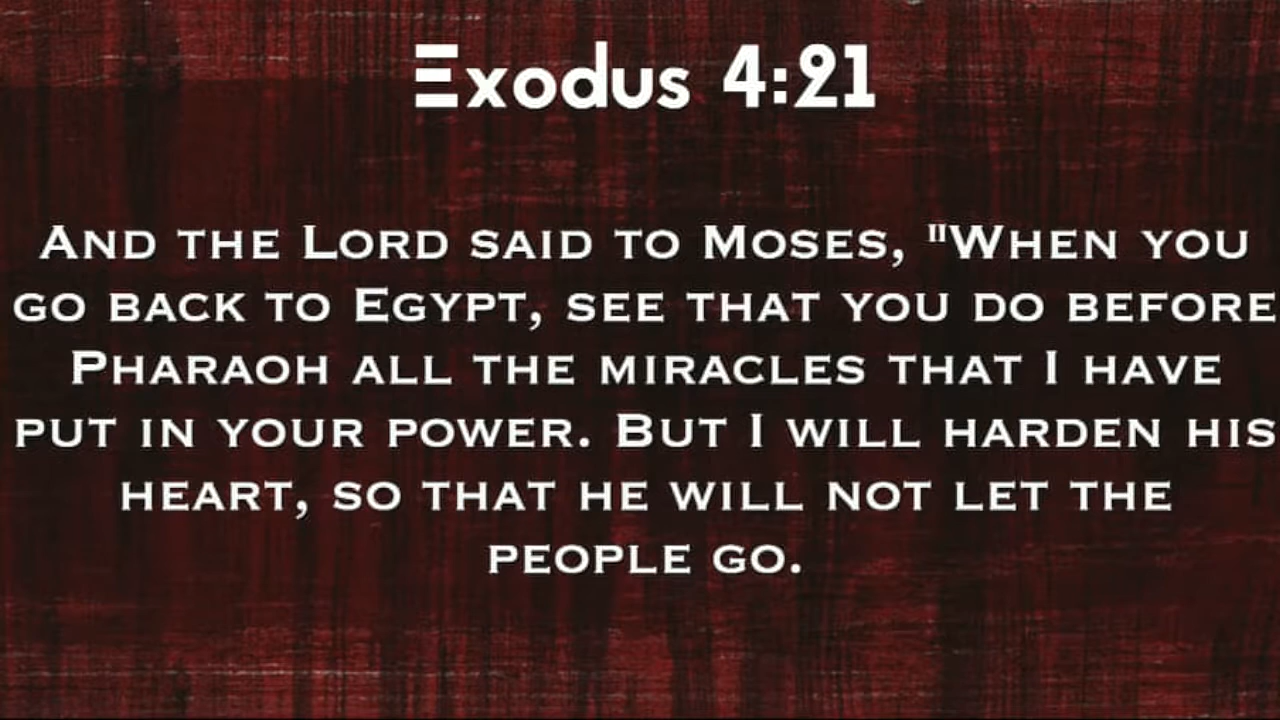 Exodus 4:21
And the Lord said to Moses, "When you
go back to Egypt, see that you do before
Pharaoh all the miracles that I have
put in your power. But I will harden his
heart, so that he will not let the
people go.